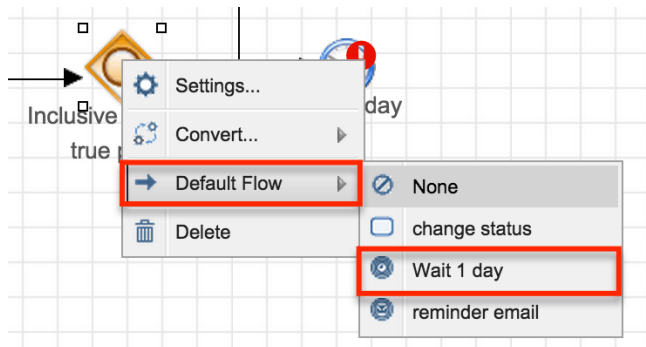 Inclusive
true p
day
Settings...
Convert...
Default Flow
Delete
None
change status
Wait 1 day
reminder email